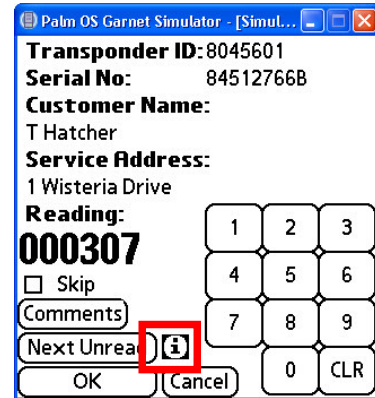 Palm OS Garnet Simulator - [Simul...
Transponder ID: 8045601
Serial No: 84512766B
Customer Name:
T Hatcher
Service Address:
1 Wisteria Drive
Reading:
000307
1 2 3
Skip
4 5 6
Comments
7 8 9
Next Unread i
OK Cancel
0 CLR